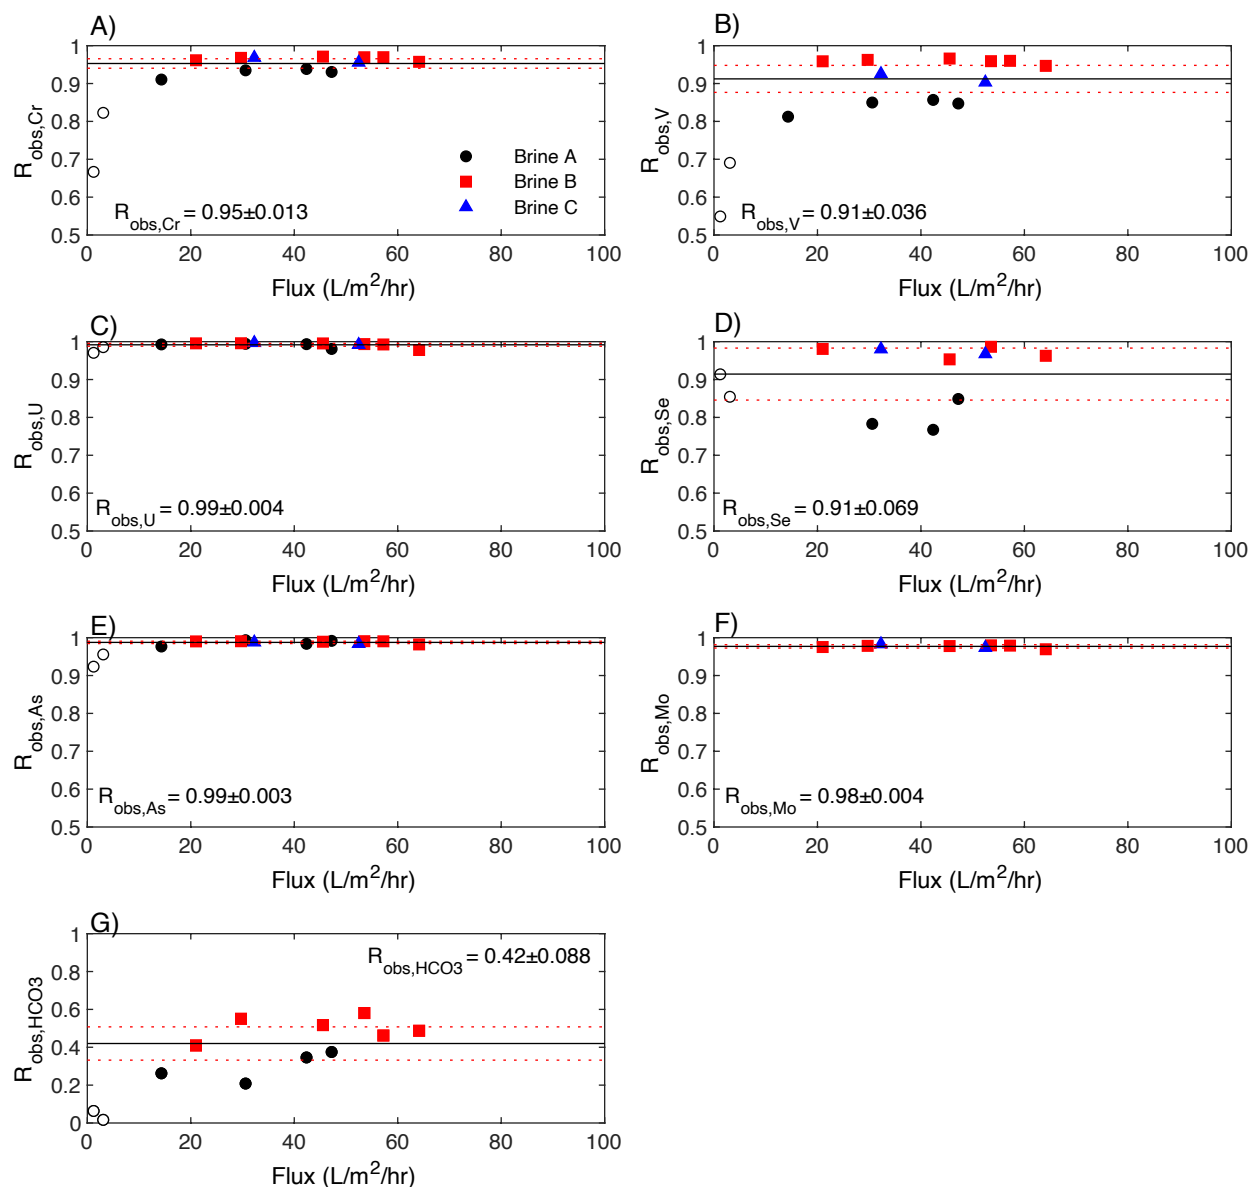 A)
1
0.9
0.8
0.7
0.6
0.5
R_obs,Cr
Brine A
Brine B
Brine C
R_obs,Cr = 0.95±0.013
0 20 40 60 80 100
Flux (L/m²/hr)
B)
1
0.9
0.8
0.7
0.6
0.5
R_obs,V
R_obs,V = 0.91±0.036
0 20 40 60 80 100
Flux (L/m²/hr)
C)
1
0.9
0.8
0.7
0.6
0.5
R_obs,U
R_obs,U = 0.99±0.004
0 20 40 60 80 100
Flux (L/m²/hr)
D)
1
0.9
0.8
0.7
0.6
0.5
R_obs,Se
R_obs,Se = 0.91±0.069
0 20 40 60 80 100
Flux (L/m²/hr)
E)
1
0.9
0.8
0.7
0.6
0.5
R_obs,As
R_obs,As = 0.99±0.003
0 20 40 60 80 100
Flux (L/m²/hr)
F)
1
0.9
0.8
0.7
0.6
0.5
R_obs,Mo
R_obs,Mo = 0.98±0.004
0 20 40 60 80 100
Flux (L/m²/hr)
G)
1
0.8
0.6
0.4
0.2
0
R_obs,HCO3
R_obs,HCO3 = 0.42±0.088
0 20 40 60 80 100
Flux (L/m²/hr)